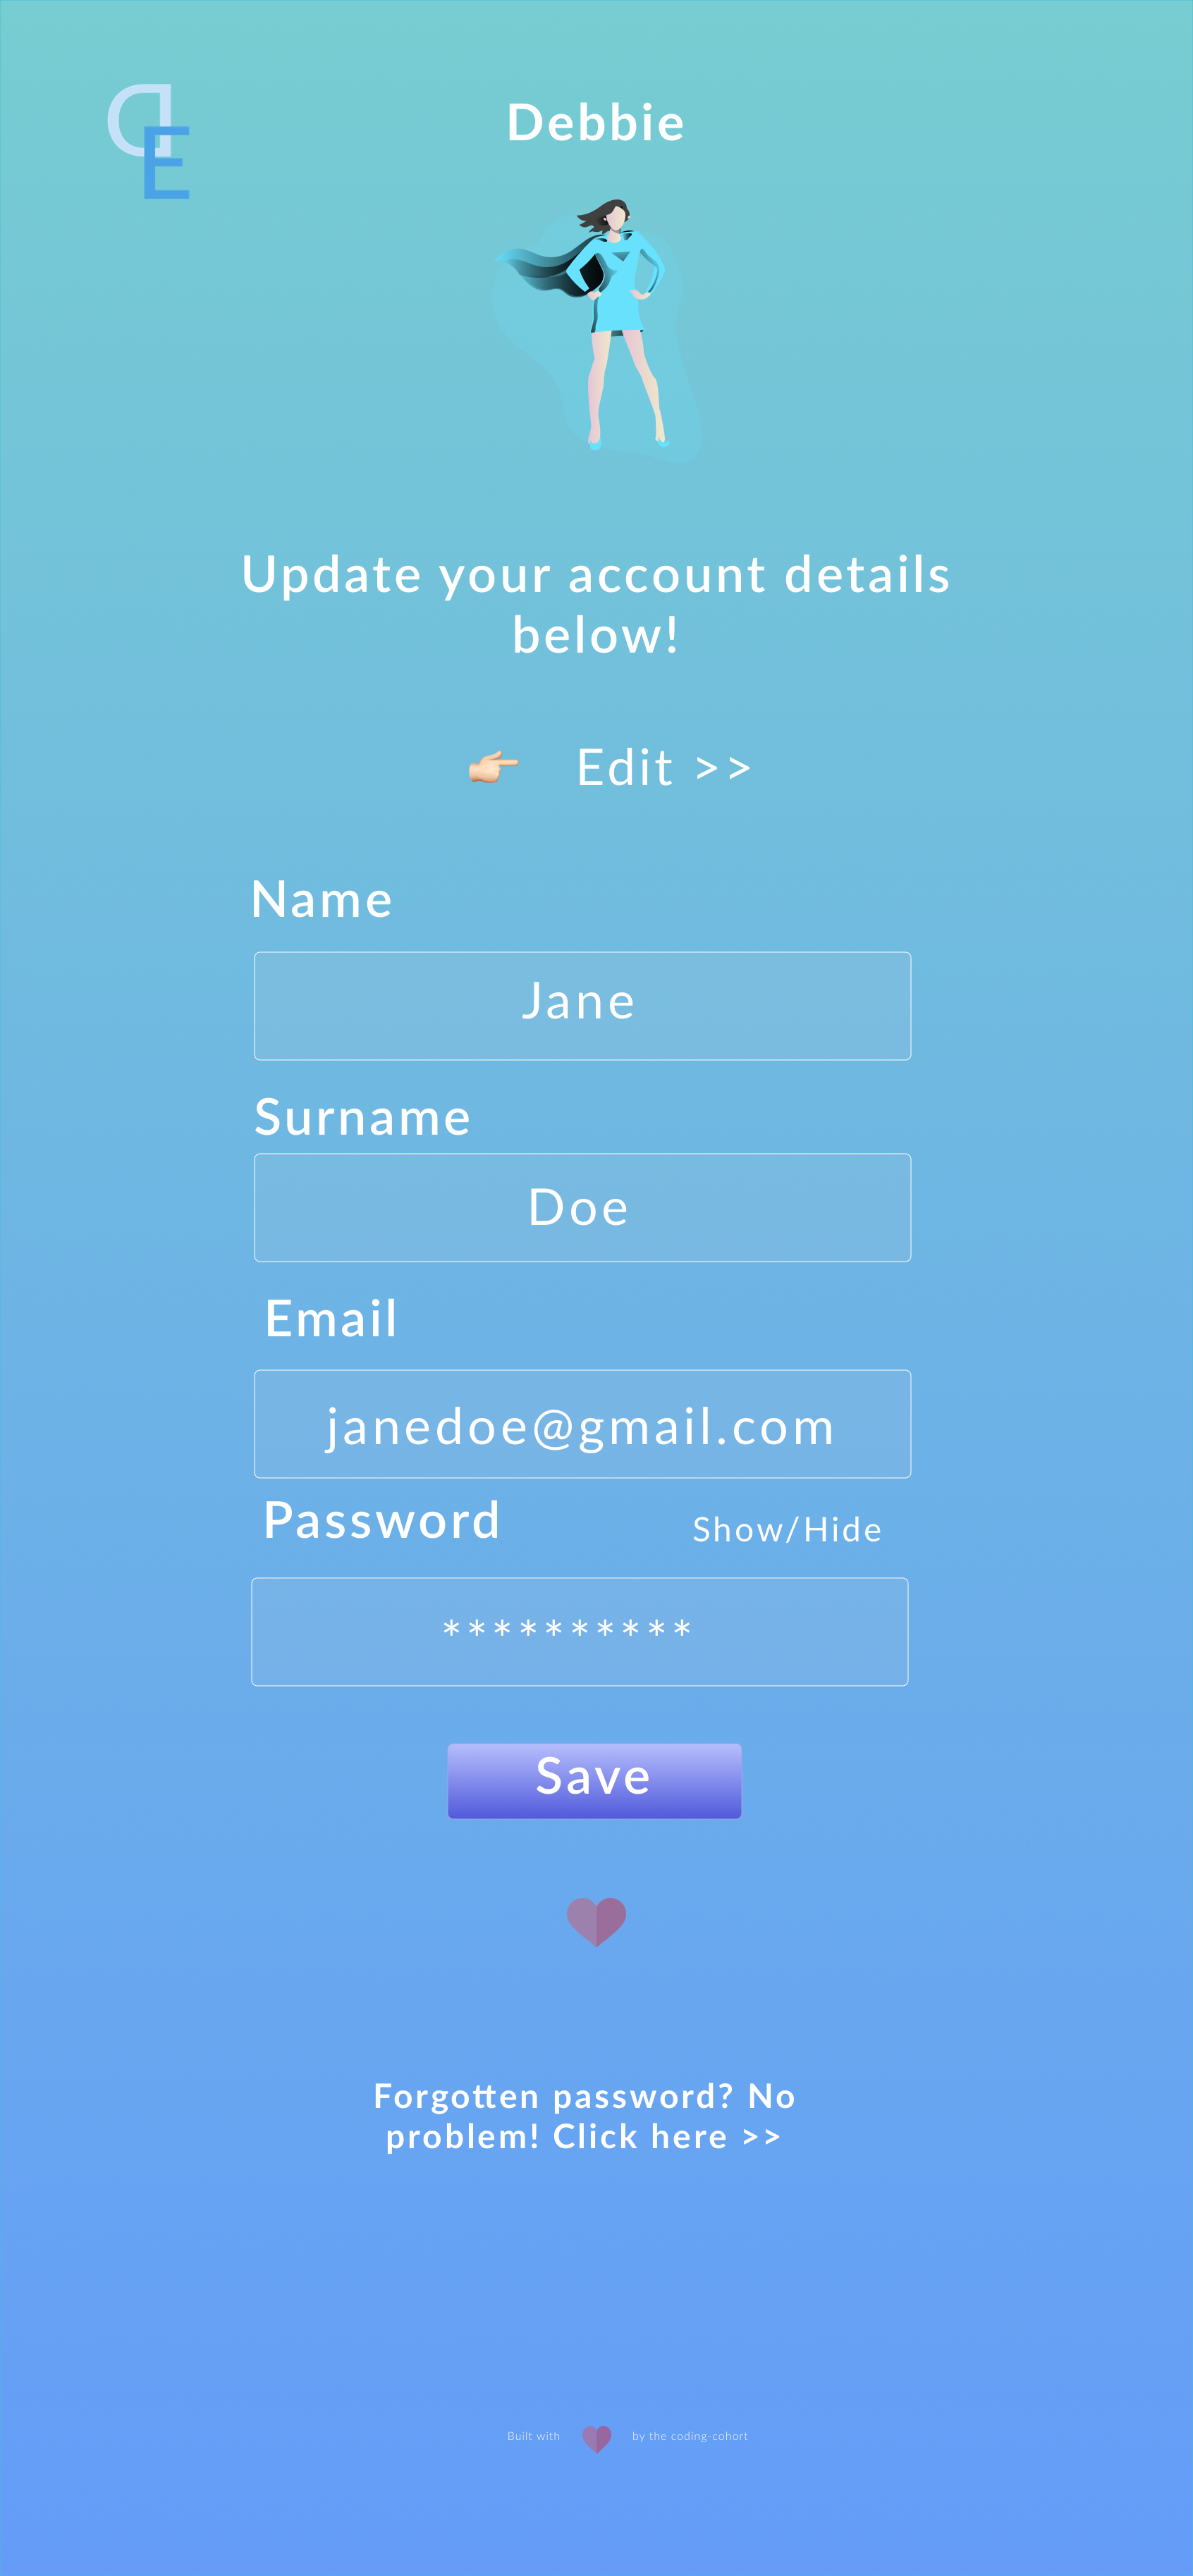 DE
Debbie
Update your account details
below!
👉🏻 Edit >>
Name
Jane
Surname
Doe
Email
janedoe@gmail.com
Password Show/Hide
**********
Save
Forgotten password? No
problem! Click here >>
Built with by the coding-cohort